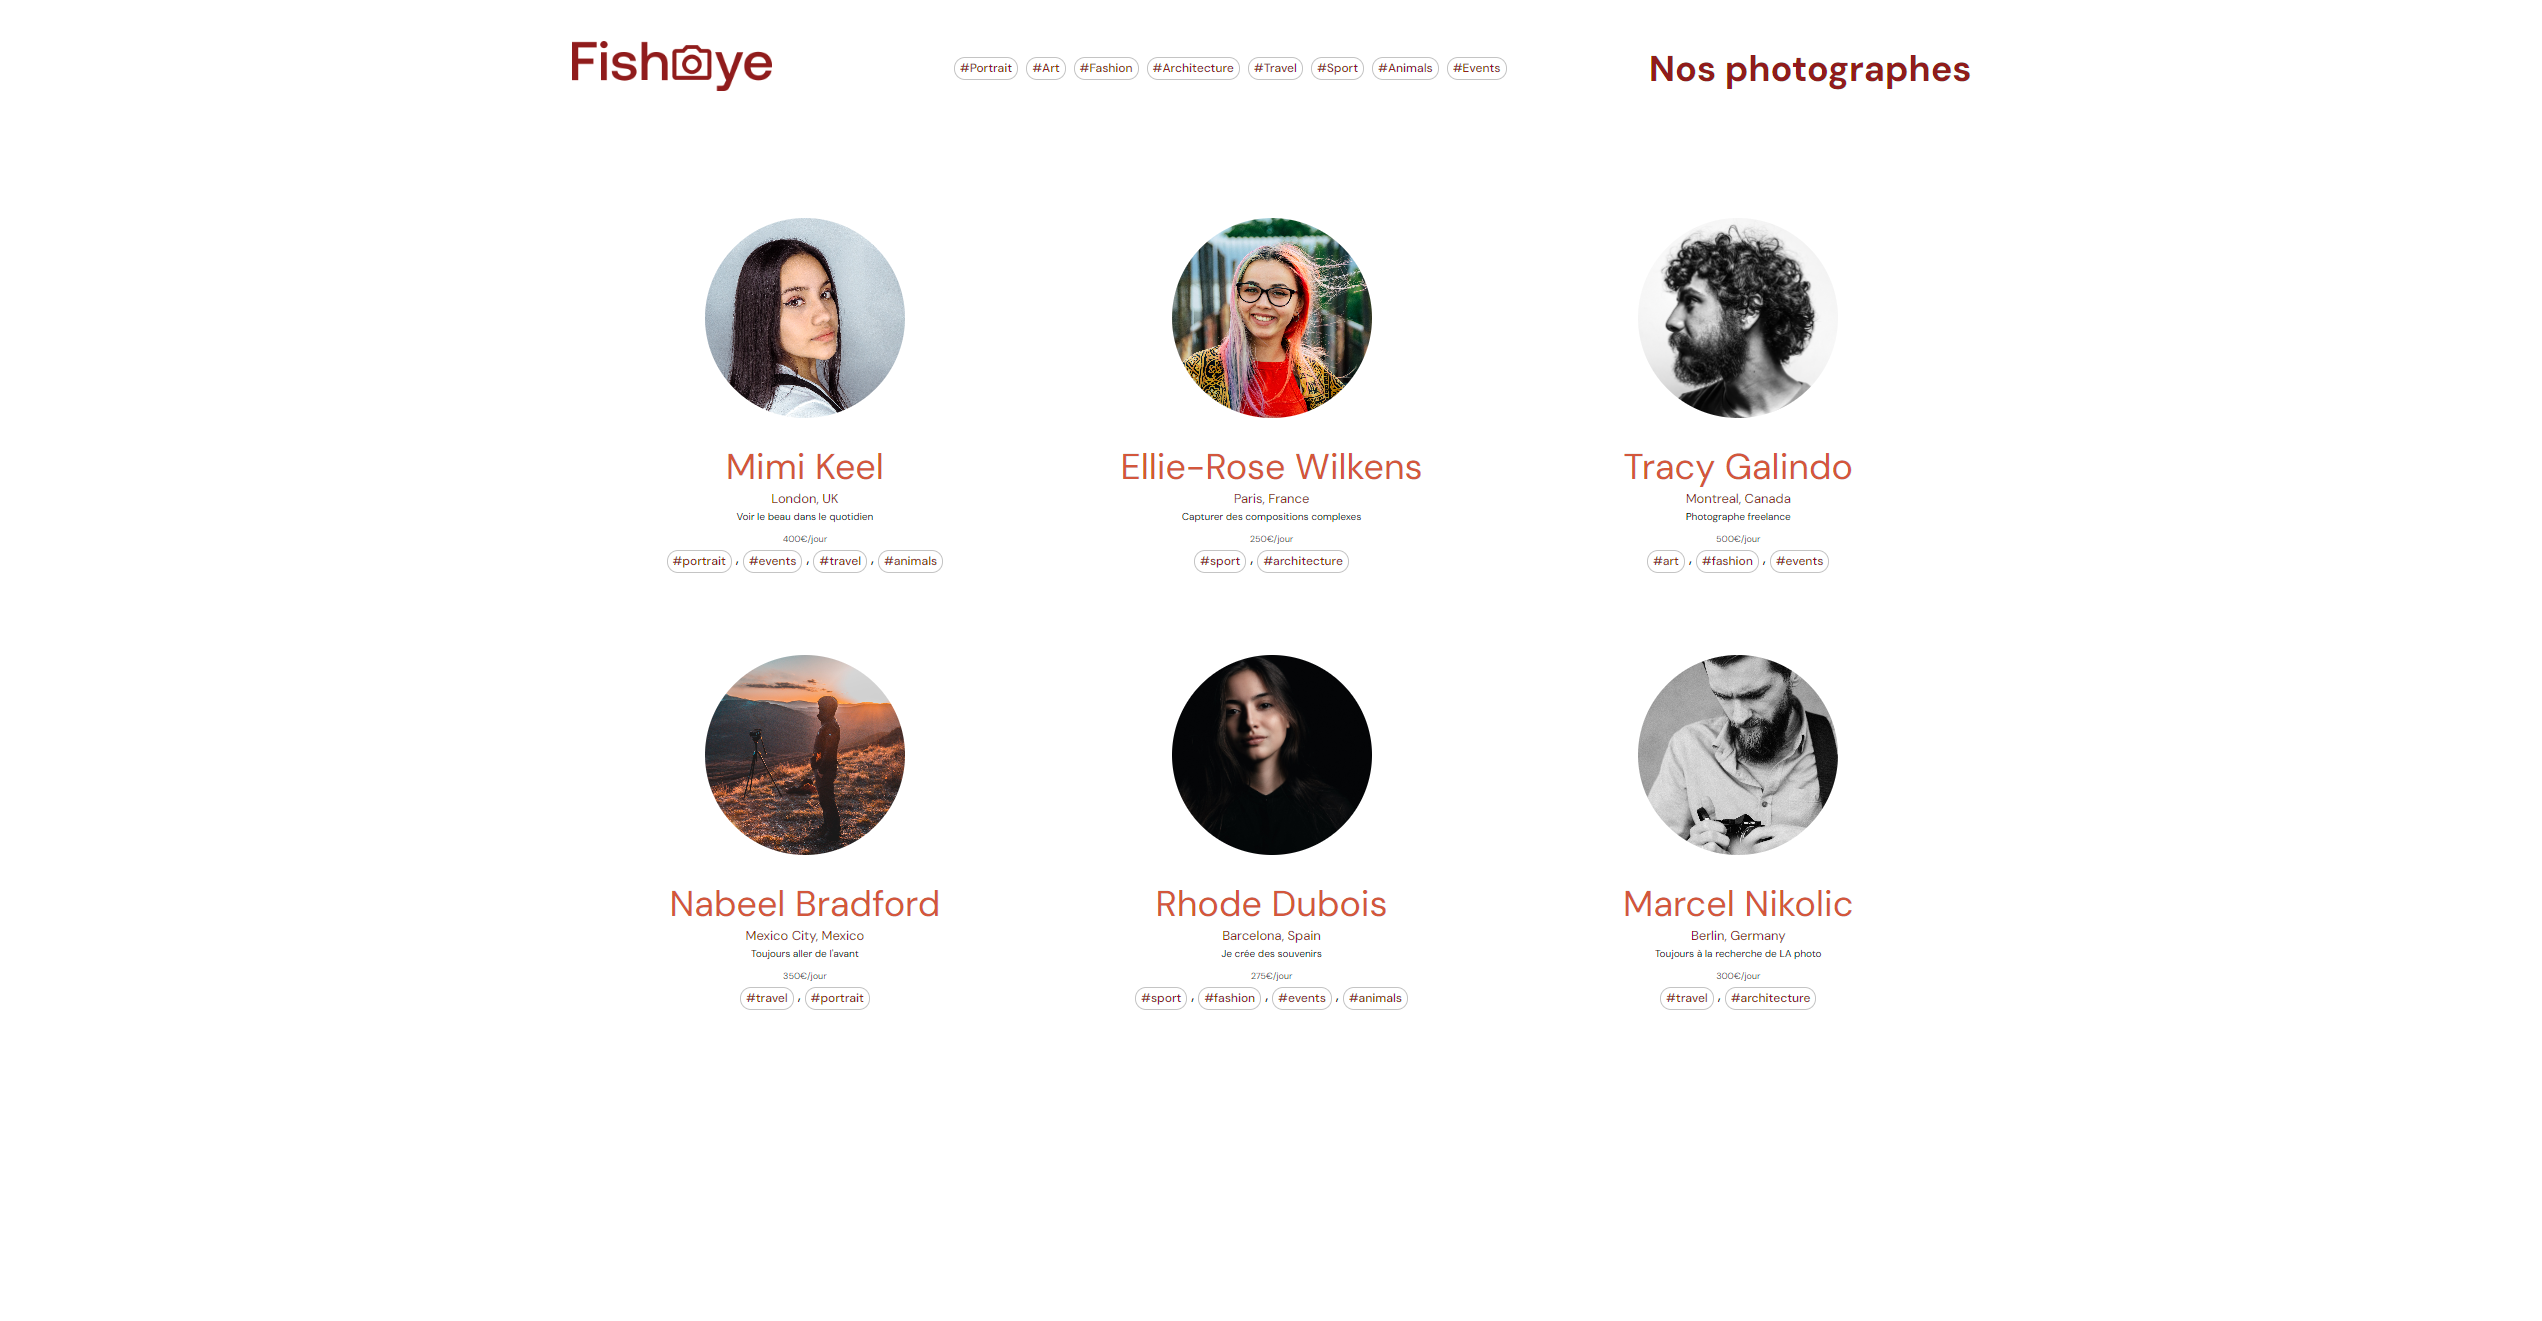 Fisheye
#Portrait #Art #Fashion #Architecture #Travel #Sport #Animals #Events
Nos photographes
Mimi Keel
London, UK
Voir le beau dans le quotidien
400€/jour
#portrait , #events , #travel , #animals
Ellie-Rose Wilkens
Paris, France
Capturer des compositions complexes
250€/jour
#sport , #architecture
Tracy Galindo
Montreal, Canada
Photographe freelance
500€/jour
#art , #fashion , #events
Nabeel Bradford
Mexico City, Mexico
Toujours aller de l'avant
350€/jour
#travel , #portrait
Rhode Dubois
Barcelona, Spain
Je crée des souvenirs
275€/jour
#sport , #fashion , #events , #animals
Marcel Nikolic
Berlin, Germany
Toujours à la recherche de LA photo
300€/jour
#travel , #architecture